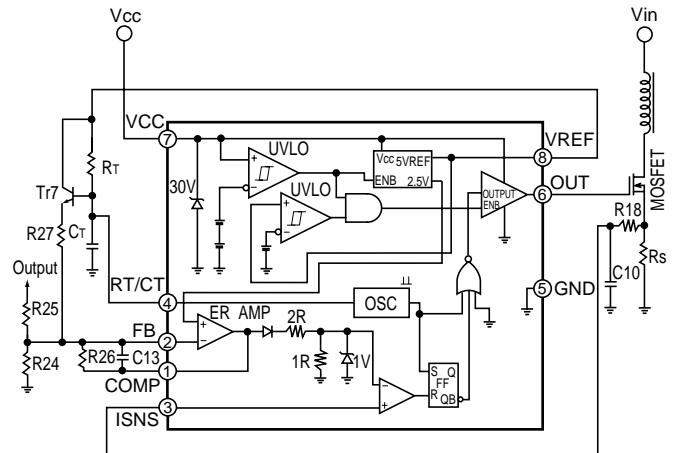 Vcc
Vin
VCC
7
UVLO
Vcc 5VREF
ENB 2.5V
VREF
8
RT
Tr7
30V
UVLO
OUTPUT
ENB
OUT
6
MOSFET
R18
R27
CT
Output
RT/CT
4
OSC
C10
Rs
5
GND
R25
ER AMP
FB
2
2R
R24
R26
C13
1R
1V
COMP
1
S Q
FF
R QB
3
ISNS